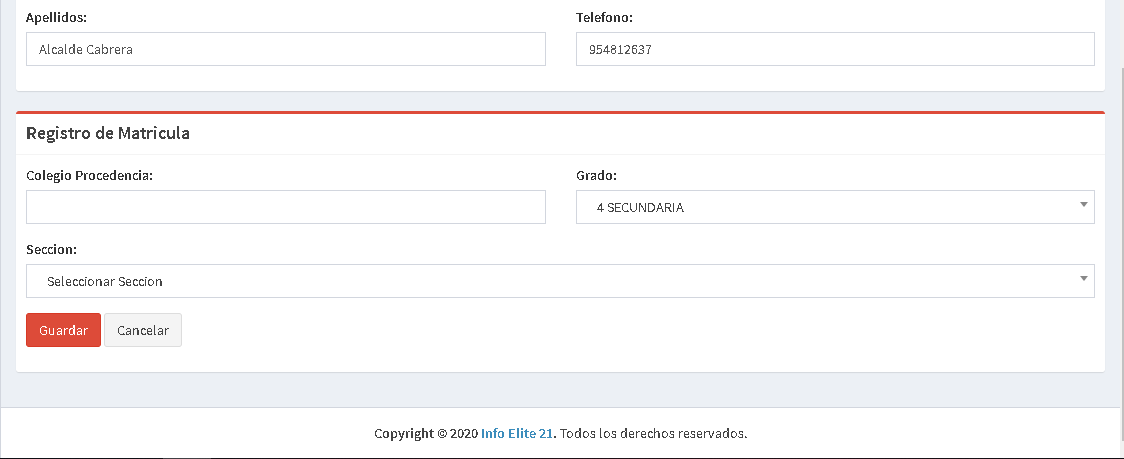 Apellidos:
Telefono:
Alcalde Cabrera
954812637
Registro de Matricula
Colegio Procedencia:
Grado:
4 SECUNDARIA
Seccion:
Seleccionar Seccion
Guardar
Cancelar
Copyright © 2020 Info Elite 21. Todos los derechos reservados.